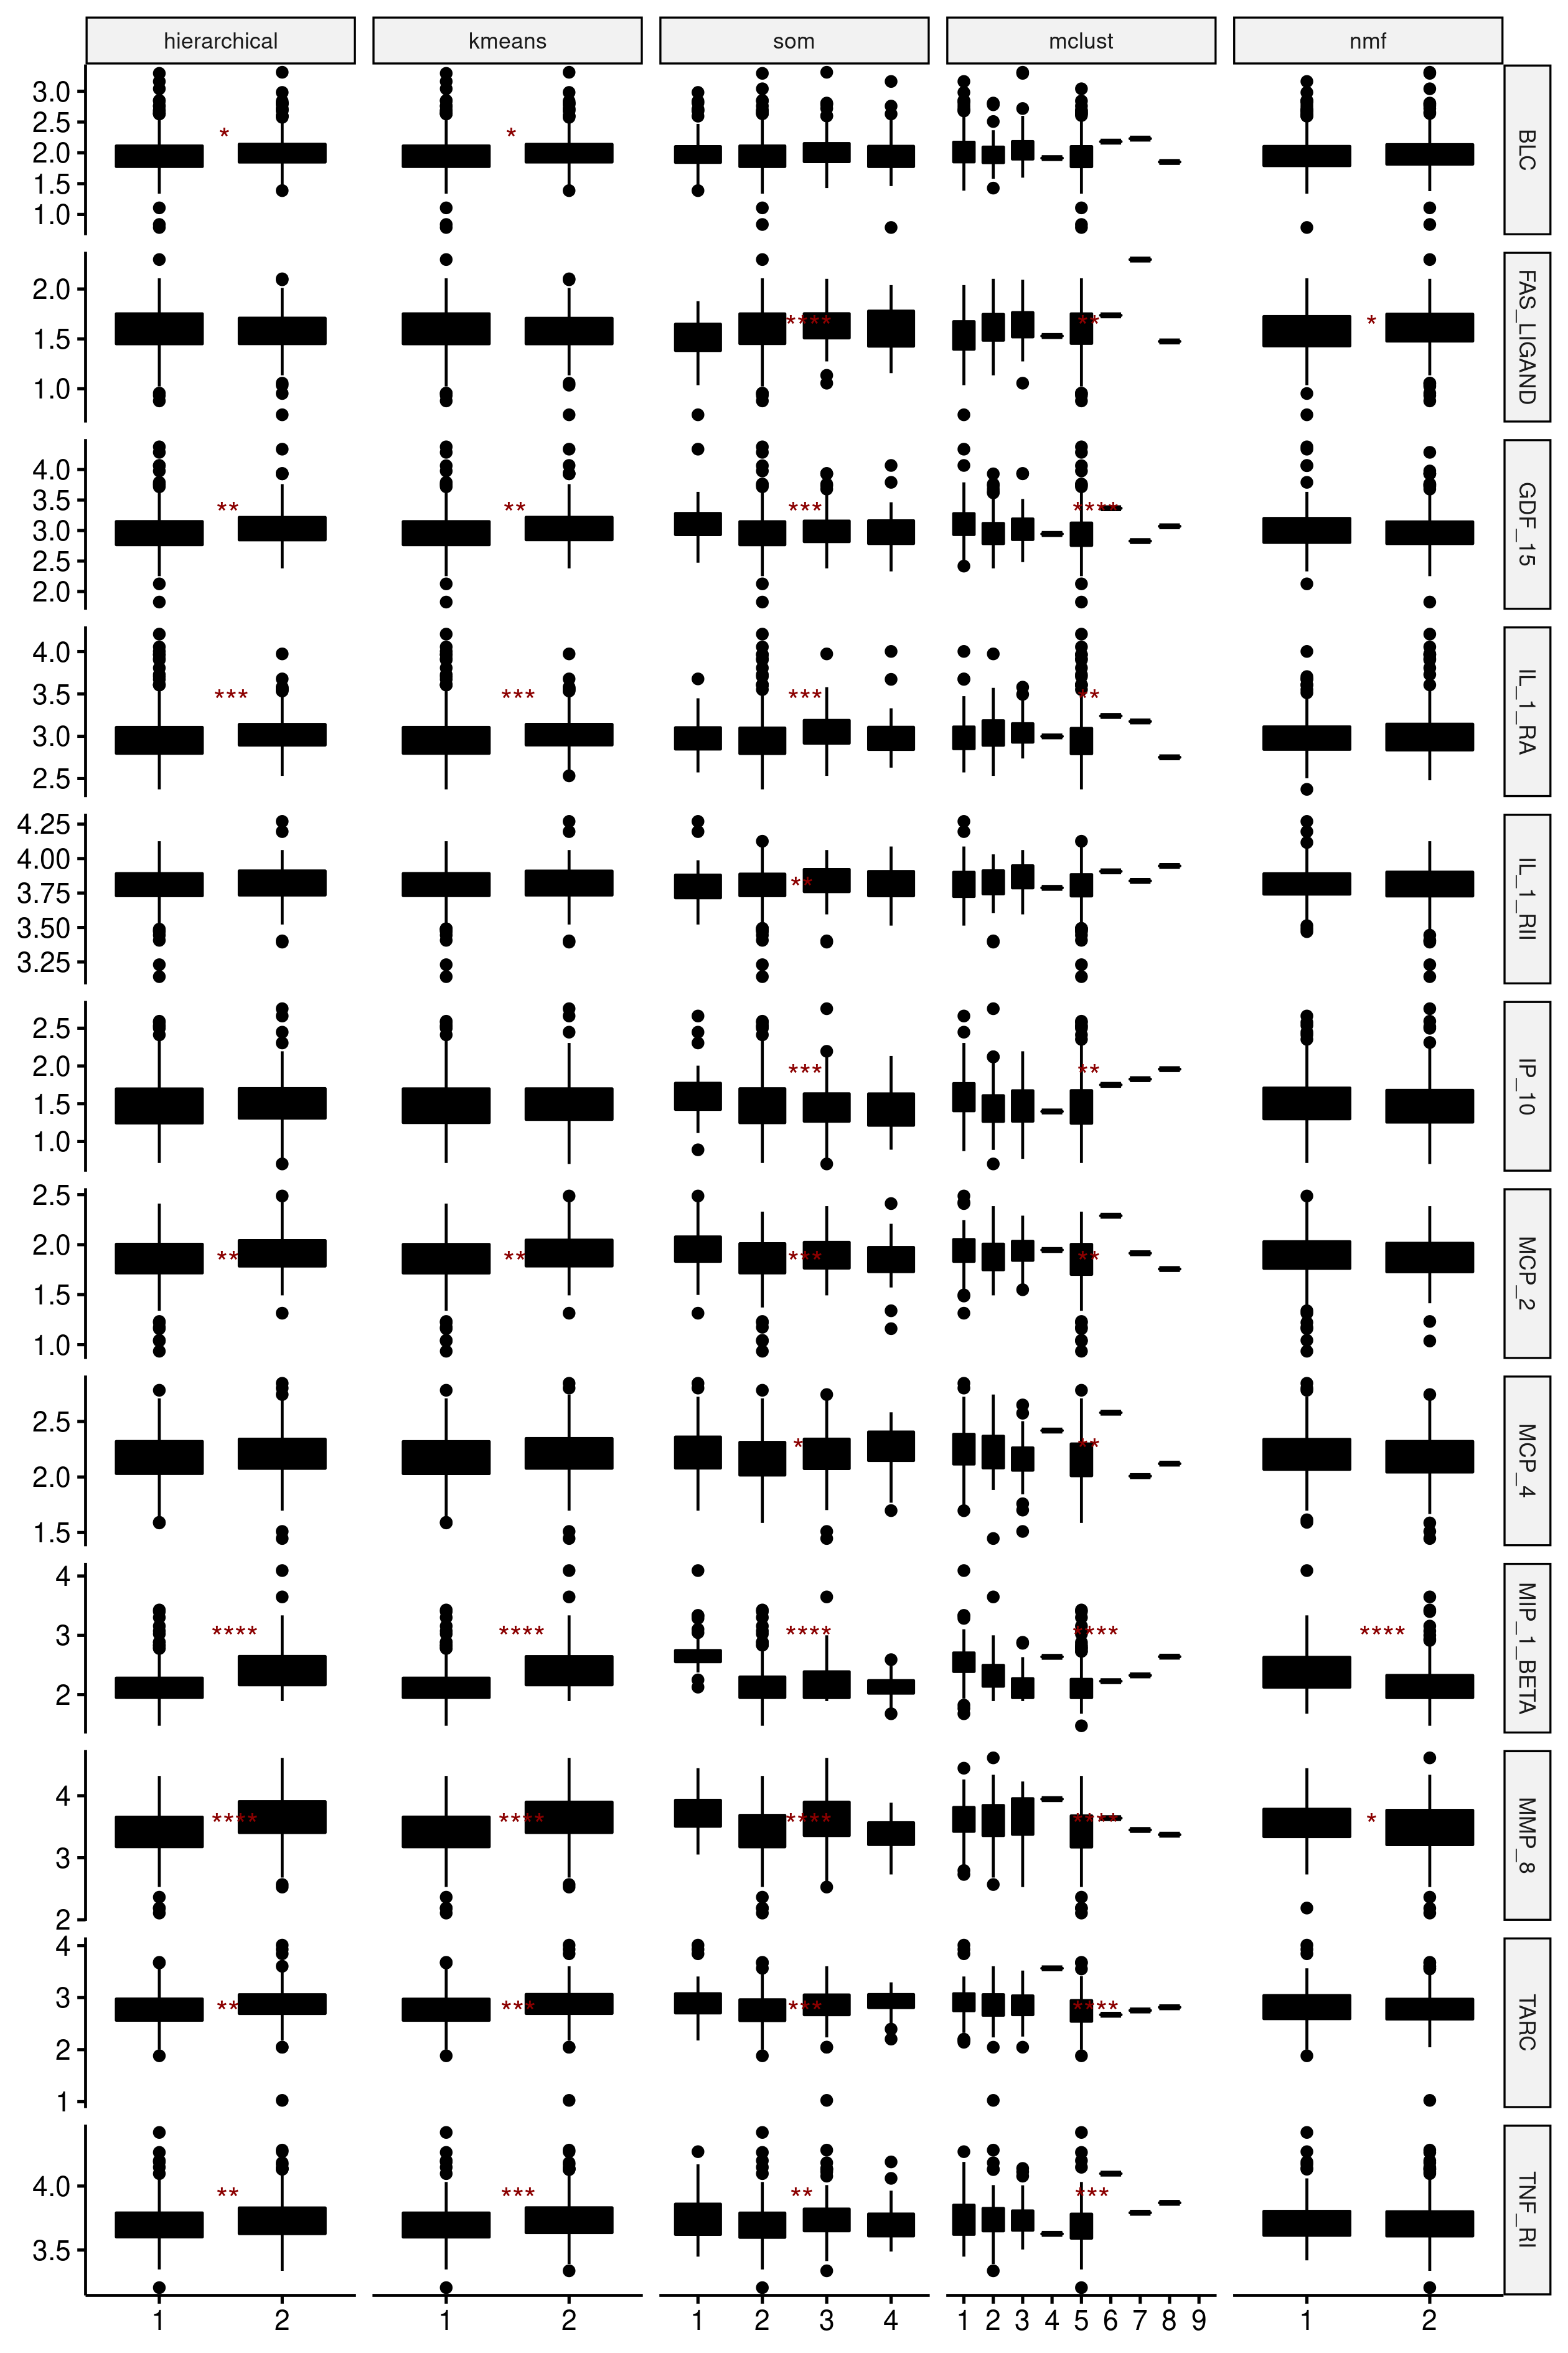 hierarchical kmeans som mclust nmf
3.0
2.5 * *
2.0
1.5
1.0
BLC
2.0
1.5 **** ** *
1.0
FAS_LIGAND
4.0
3.5 ** ** *** ****
3.0
2.5
2.0
GDF_15
4.0
3.5 *** *** *** **
3.0
2.5
IL_1_RA
4.25
4.00
3.75 **
3.50
3.25
IL_1_RII
2.5
2.0 *** **
1.5
1.0
IP_10
2.5
2.0 ** ** *** **
1.5
1.0
MCP_2
2.5 * **
2.0
1.5
MCP_4
4
3 **** **** **** **** ****
2
MIP_1_BETA
4 **** **** **** **** *
3
2
MMP_8
4
3 ** *** *** ****
2
1
TARC
4.0 ** *** ** ***
3.5
TNF_RI
1 2 1 2 1 2 3 4 1 2 3 4 5 6 7 8 9 1 2